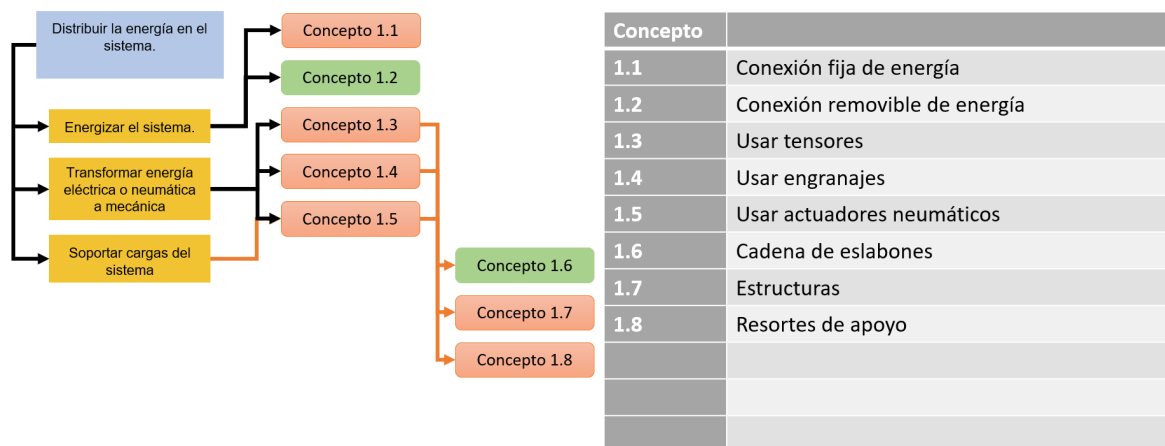 Distribuir la energía en el
sistema.
Energizar el sistema.
Transformar energía
eléctrica o neumática
a mecánica
Soportar cargas del
sistema
Concepto 1.1
Concepto 1.2
Concepto 1.3
Concepto 1.4
Concepto 1.5
Concepto 1.6
Concepto 1.7
Concepto 1.8
Concepto
1.1 Conexión fija de energía
1.2 Conexión removible de energía
1.3 Usar tensores
1.4 Usar engranajes
1.5 Usar actuadores neumáticos
1.6 Cadena de eslabones
1.7 Estructuras
1.8 Resortes de apoyo